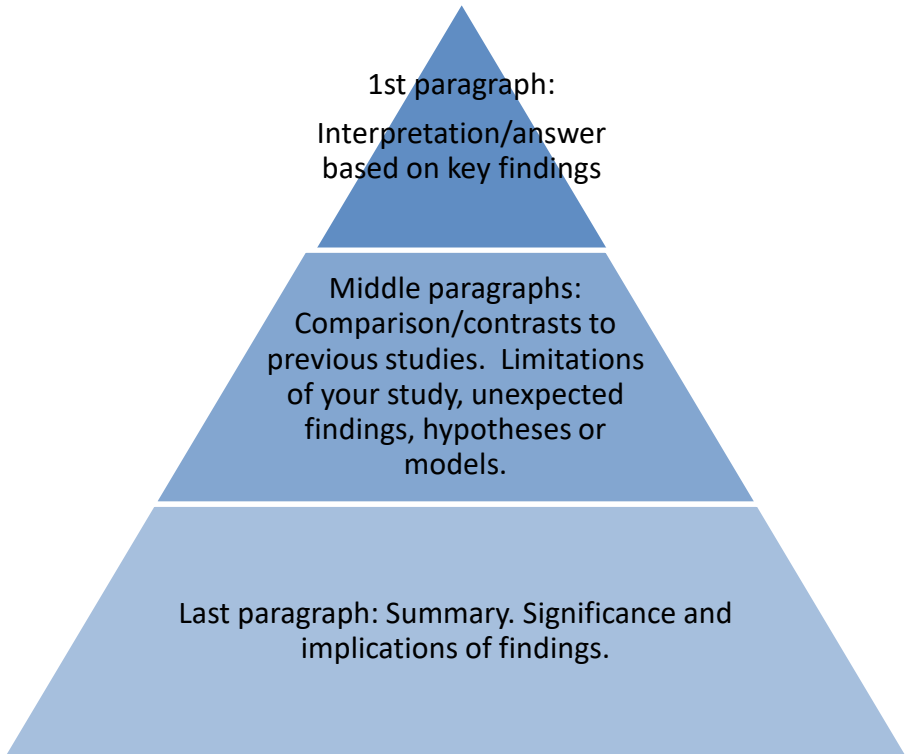 1st paragraph:
Interpretation/answer
based on key findings
Middle paragraphs:
Comparison/contrasts to
previous studies.  Limitations
of your study, unexpected
findings, hypotheses or
models.
Last paragraph: Summary. Significance and
implications of findings.